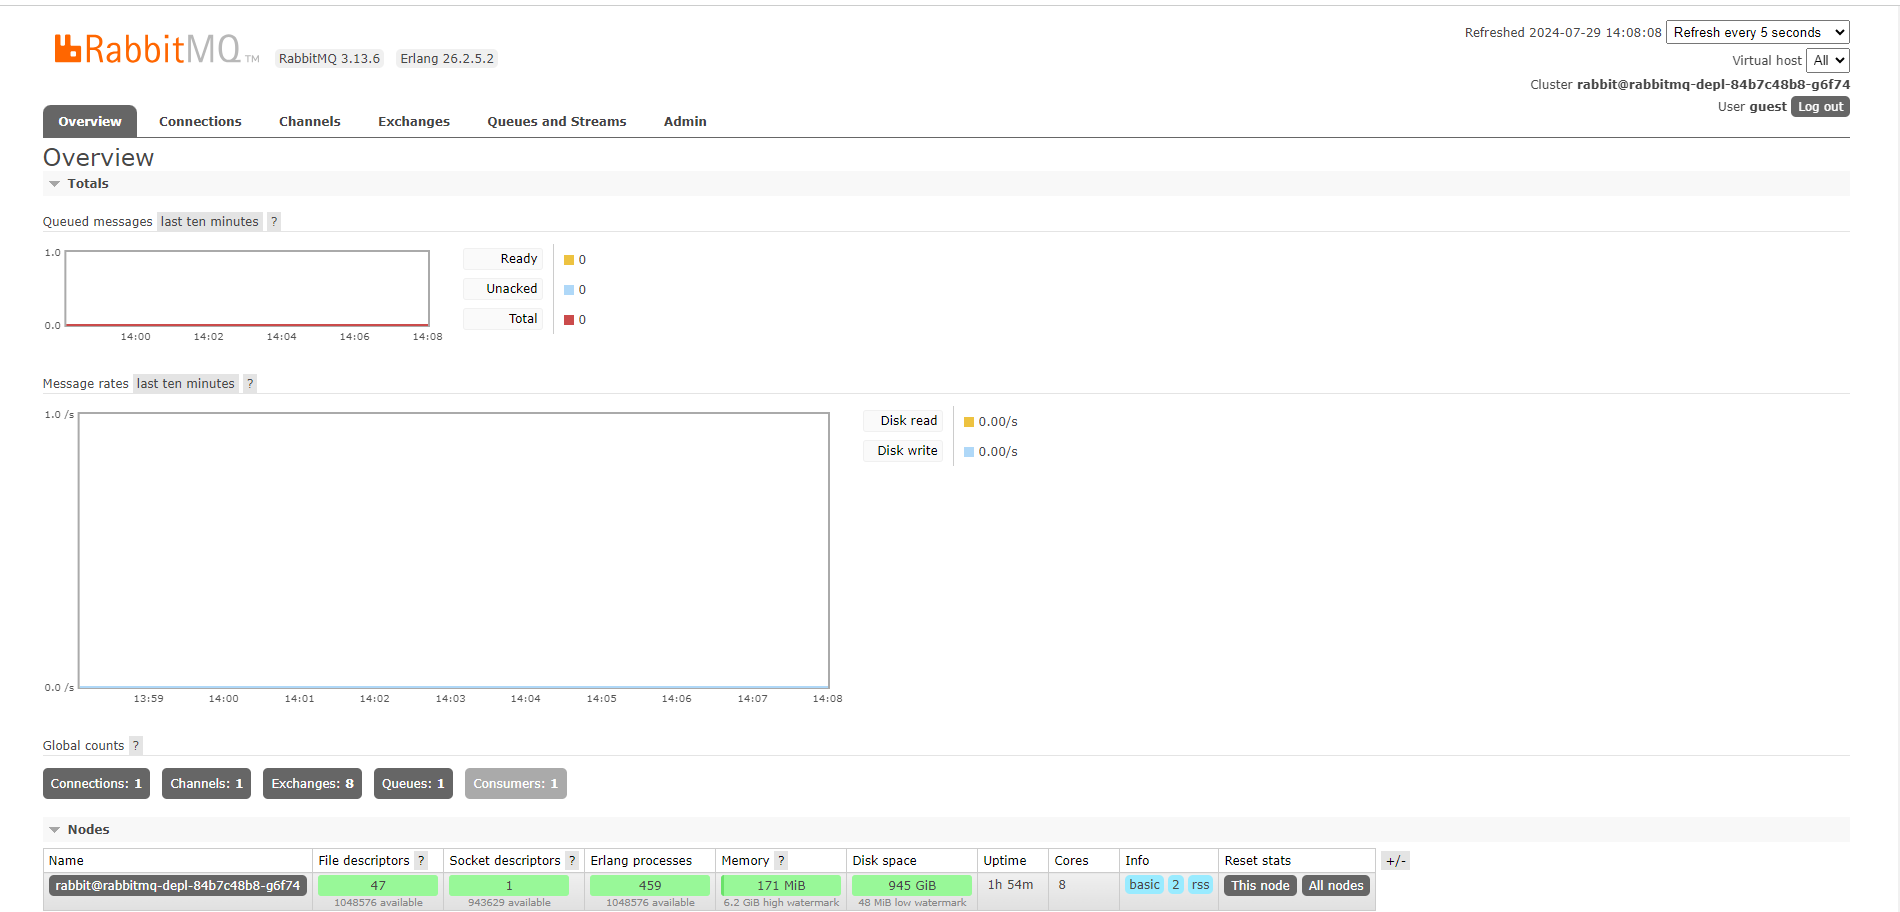 RabbitMQ TM RabbitMQ 3.13.6 Erlang 26.2.5.2
Refreshed 2024-07-29 14:08:08 Refresh every 5 seconds
Virtual host All
Cluster rabbit@rabbitmq-depl-84b7c48b8-g6f74
User guest Log out
Overview Connections Channels Exchanges Queues and Streams Admin
Overview
Totals
Queued messages last ten minutes ?
1.0
0.0
14:00 14:02 14:04 14:06 14:08
Ready 0
Unacked 0
Total 0
Message rates last ten minutes ?
1.0 /s
0.0 /s
13:59 14:00 14:01 14:02 14:03 14:04 14:05 14:06 14:07 14:08
Disk read 0.00/s
Disk write 0.00/s
Global counts ?
Connections: 1 Channels: 1 Exchanges: 8 Queues: 1 Consumers: 1
Nodes
Name File descriptors ? Socket descriptors ? Erlang processes Memory ? Disk space Uptime Cores Info Reset stats +/-
rabbit@rabbitmq-depl-84b7c48b8-g6f74 47 1 459 171 MiB 945 GiB 1h 54m 8 basic 2 rss This node All nodes
1048576 available 943629 available 1048576 available 6.2 GiB high watermark 48 MiB low watermark